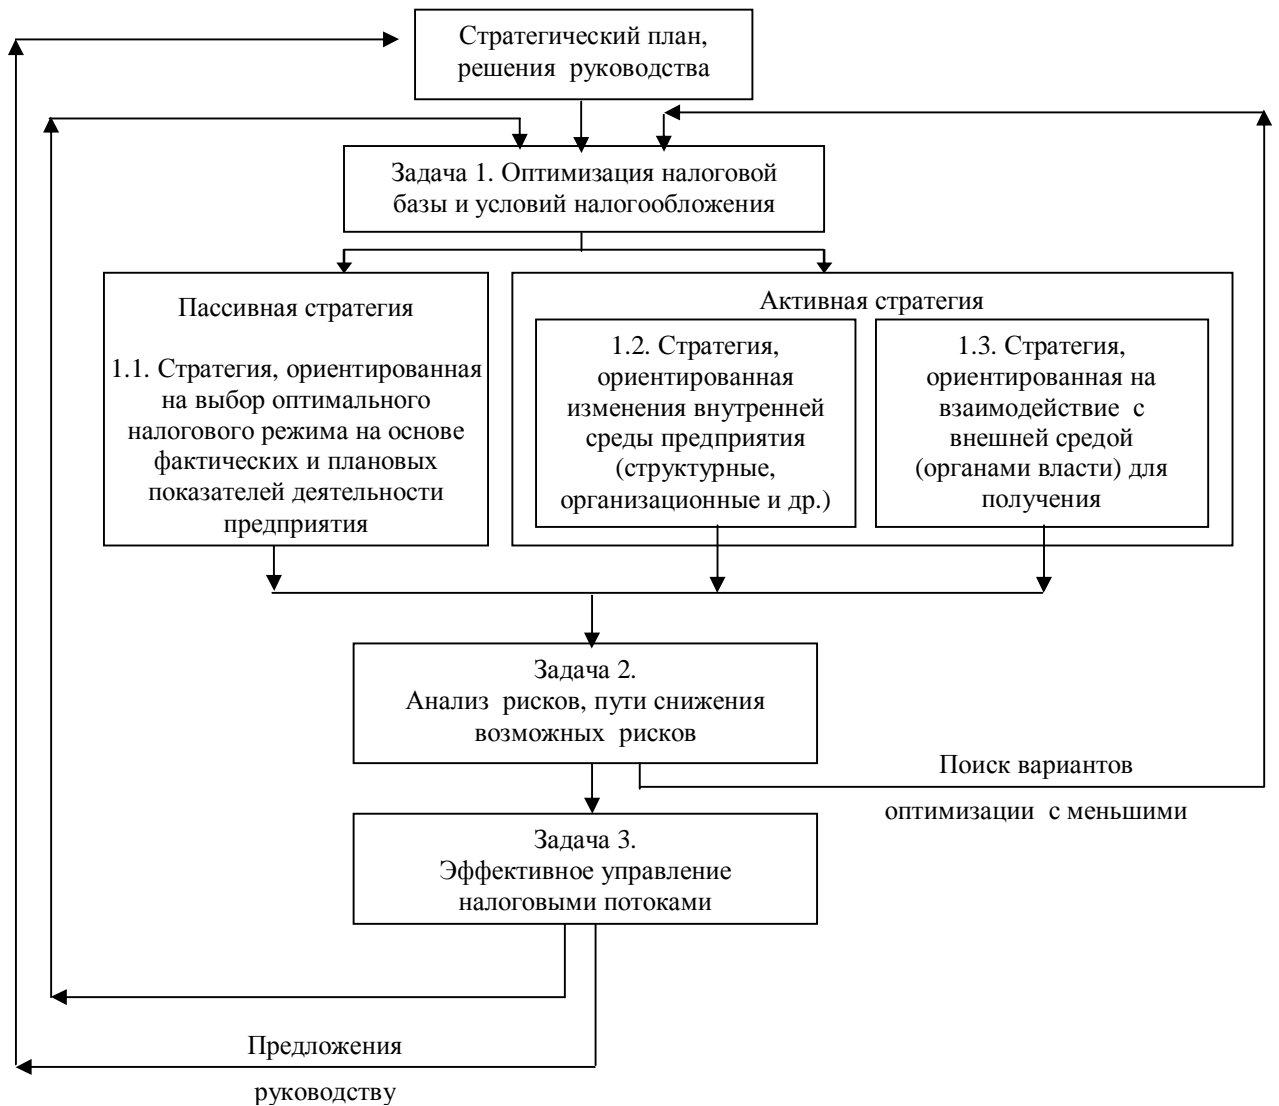 Стратегический план,
решения руководства
Задача 1. Оптимизация налоговой
базы и условий налогообложения
Пассивная стратегия
1.1. Стратегия, ориентированная
на выбор оптимального
налогового режима на основе
фактических и плановых
показателей деятельности
предприятия
Активная стратегия
1.2. Стратегия,
ориентированная
изменения внутренней
среды предприятия
(структурные,
организационные и др.)
1.3. Стратегия,
ориентированная на
взаимодействие с
внешней средой
(органами власти) для
получения
Задача 2.
Анализ рисков, пути снижения
возможных рисков
Поиск вариантов
оптимизации с меньшими
Задача 3.
Эффективное управление
налоговыми потоками
Предложения
руководству